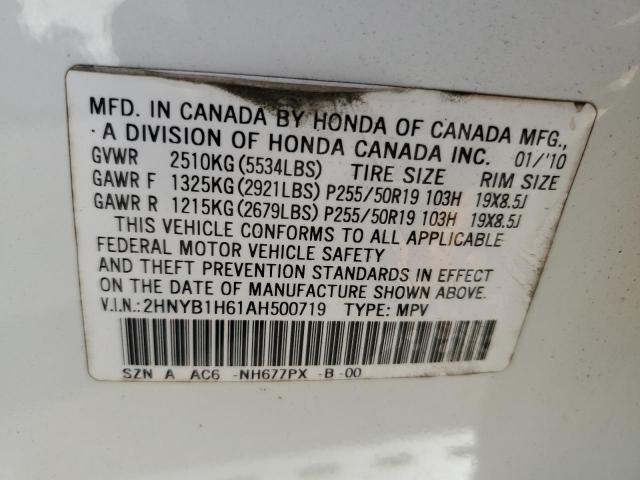 MFD. IN CANADA BY HONDA OF CANADA MFG.,
A DIVISION OF HONDA CANADA INC. 01/'10
GVWR 2510KG(5534LBS) TIRE SIZE RIM SIZE
GAWR F 1325KG(2921LBS) P255/50R19 103H 19X8.5J
GAWR R 1215KG(2679LBS) P255/50R19 103H 19X8.5J
THIS VEHICLE CONFORMS TO ALL APPLICABLE
FEDERAL MOTOR VEHICLE SAFETY
AND THEFT PREVENTION STANDARDS IN EFFECT
ON THE DATE OF MANUFACTURE SHOWN ABOVE.
V.I.N.:2HNYB1H61AH500719 TYPE: MPV
SZN A AC6 -NH677PX -B -00